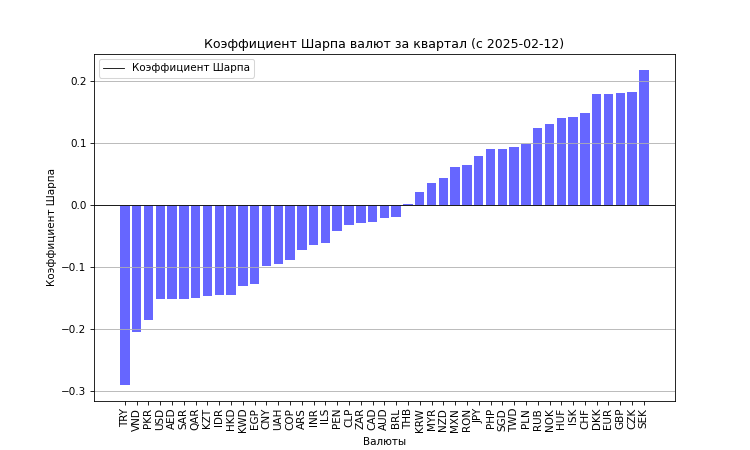 Коэффициент Шарпа валют за квартал (с 2025-02-12)
Коэффициент Шарпа
Коэффициент Шарпа
0.2
0.1
0.0
−0.1
−0.2
−0.3
TRY
VND
PKR
USD
AED
SAR
QAR
KZT
IDR
HKD
KWD
EGP
CNY
UAH
COP
ARS
INR
ILS
PEN
CLP
ZAR
CAD
AUD
BRL
THB
KRW
MYR
NZD
MXN
RON
JPY
PHP
SGD
TWD
PLN
RUB
NOK
HUF
ISK
CHF
DKK
EUR
GBP
CZK
SEK
Валюты